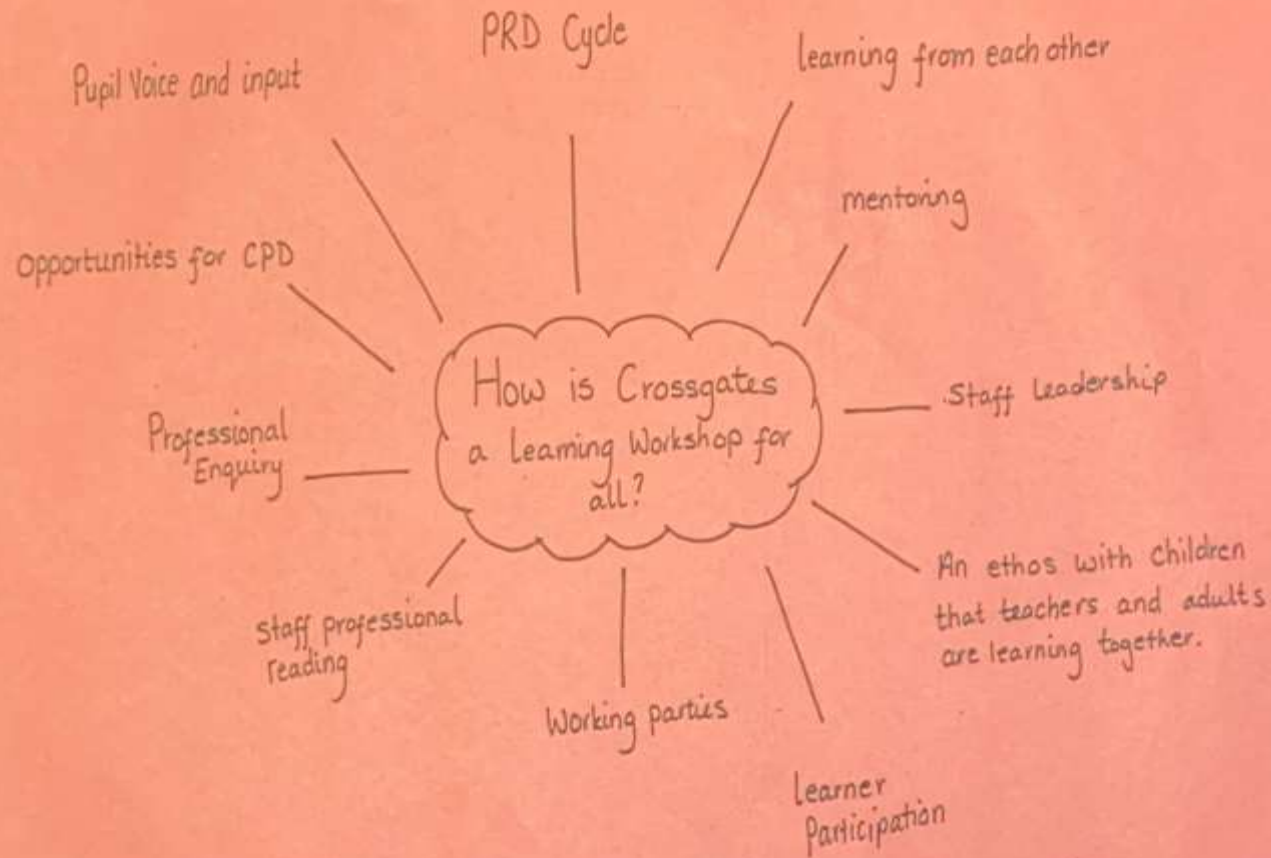 PRD Cycle
learning from each other
Pupil Voice and input
mentoring
opportunities for CPD
How is Crossgates
a Learning Workshop for
all?
Staff Leadership
Professional
Enquiry
An ethos with children
that teachers and adults
are learning together.
Staff professional
reading
Working parties
Learner
Participation